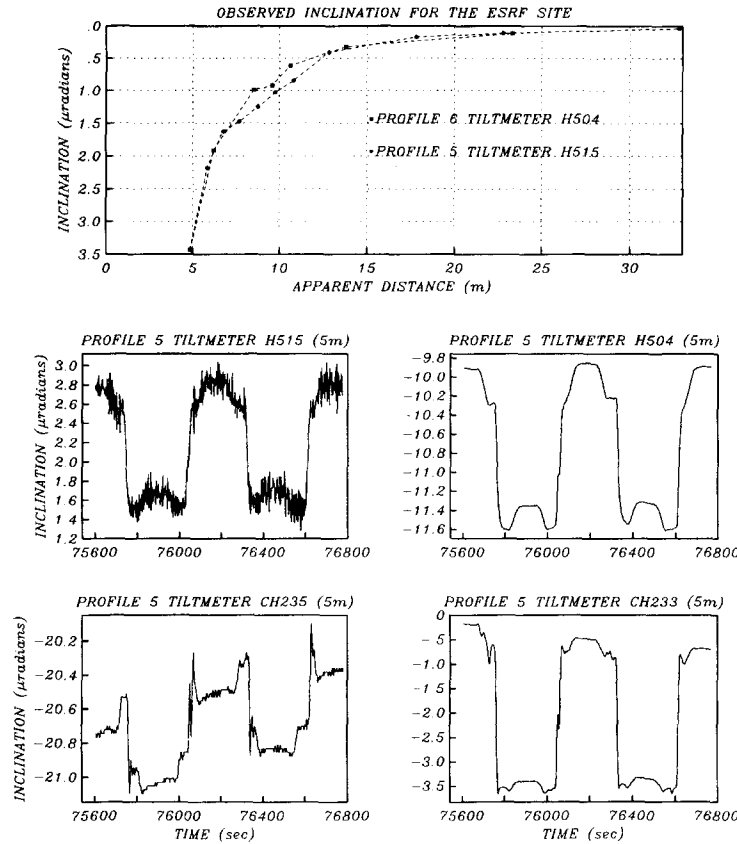 OBSERVED INCLINATION FOR THE ESRF SITE
INCLINATION (μradians)
0
.5
1.0
1.5
2.0
2.5
3.0
3.5
PROFILE 6 TILTMETER H504
PROFILE 5 TILTMETER H515
0 5 10 15 20 25 30
APPARENT DISTANCE (m)
PROFILE 5 TILTMETER H515 (5m)
INCLINATION (μradians)
3.0
2.8
2.6
2.4
2.2
2.0
1.8
1.6
1.4
1.2
75600 76000 76400 76800
PROFILE 5 TILTMETER H504 (5m)
-9.8
-10.0
-10.2
-10.4
-10.6
-10.8
-11.0
-11.2
-11.4
-11.6
75600 76000 76400 76800
PROFILE 5 TILTMETER CH235 (5m)
INCLINATION (μradians)
-20.2
-20.4
-20.6
-20.8
-21.0
75600 76000 76400 76800
TIME (sec)
PROFILE 5 TILTMETER CH233 (5m)
0
-.5
-1.0
-1.5
-2.0
-2.5
-3.0
-3.5
75600 76000 76400 76800
TIME (sec)